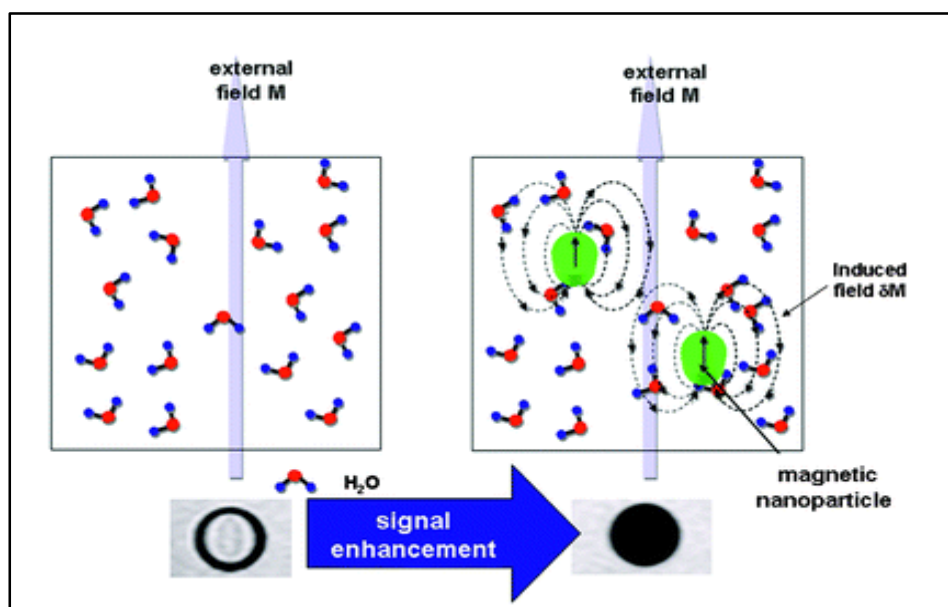 external
field M
external
field M
Induced
field δM
H₂O
magnetic
nanoparticle
signal
enhancement